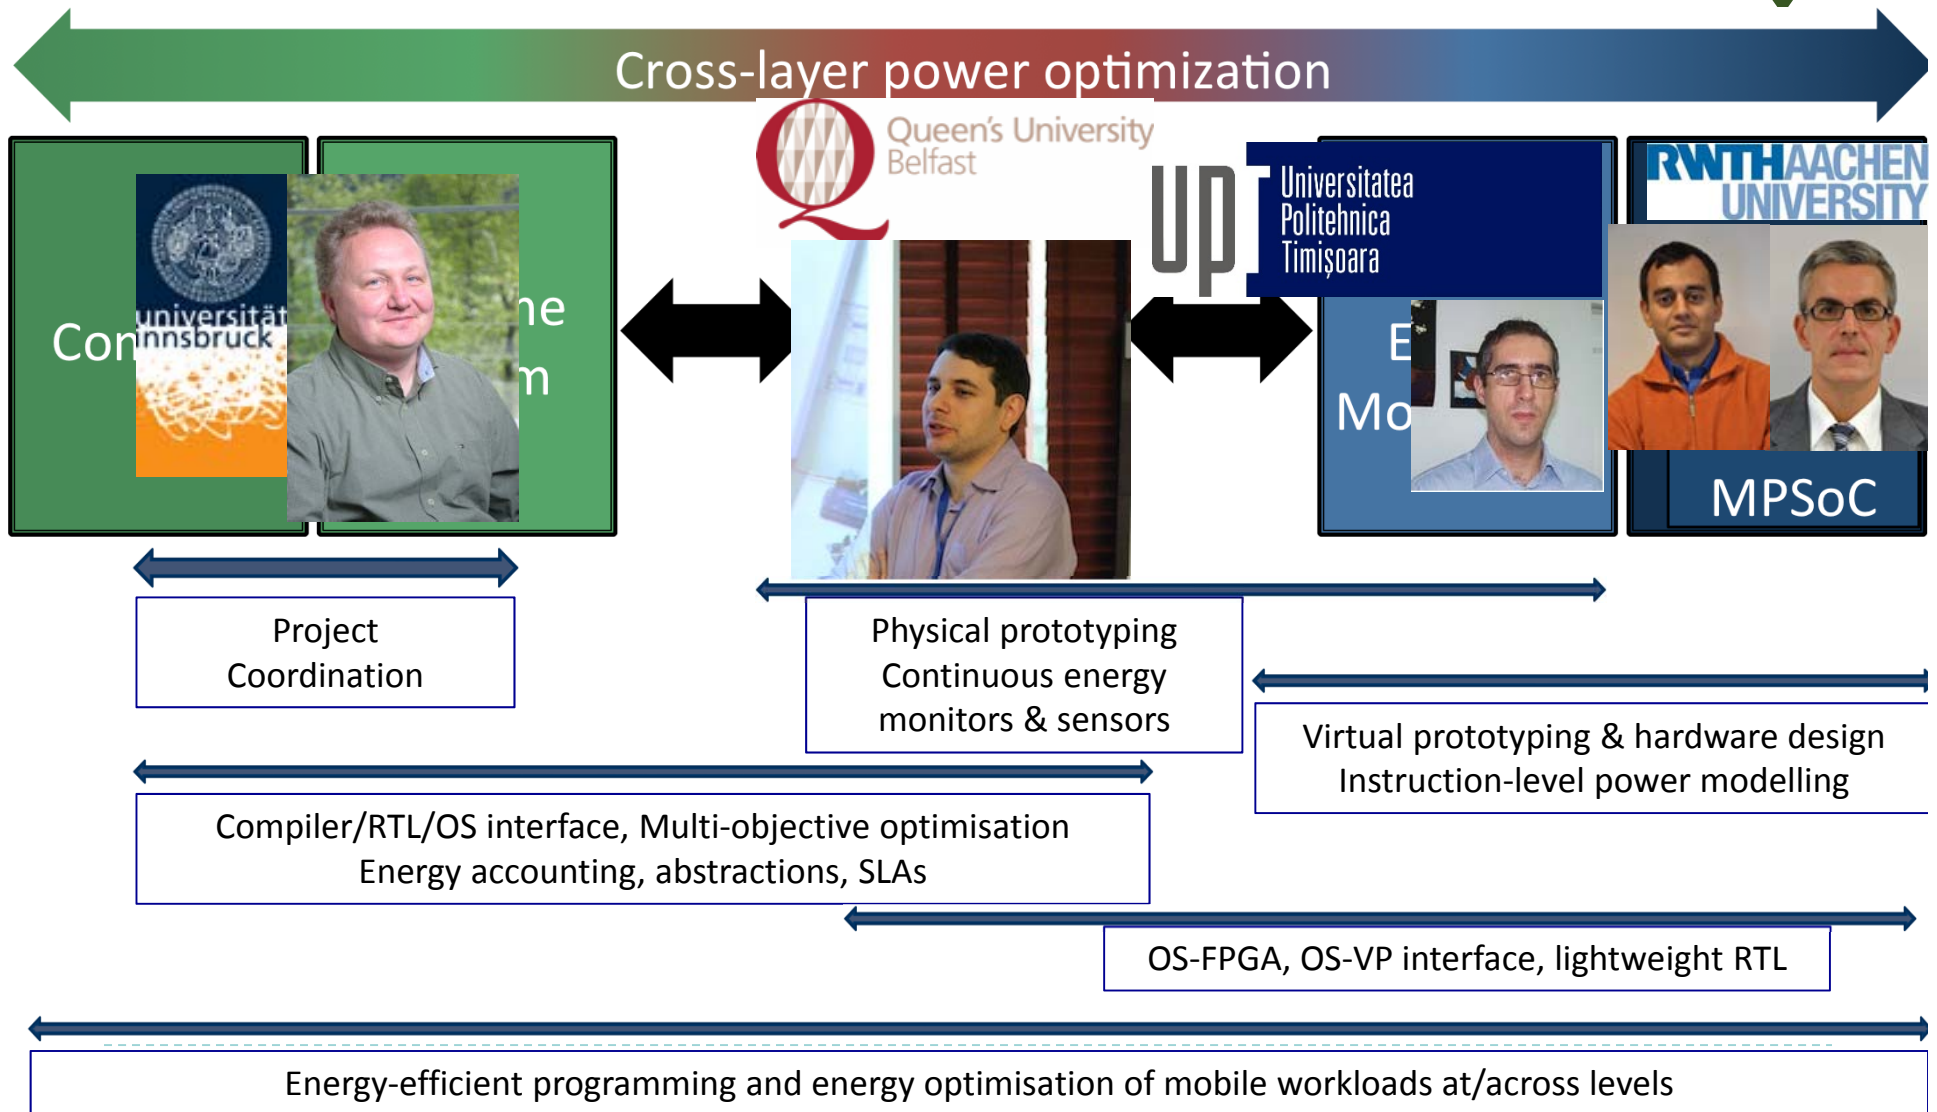 Cross-layer power optimization
Queen's University
Belfast
Universitatea
Politehnica
Timişoara
upt
RWTHAACHEN
UNIVERSITY
universität
innsbruck
MPSoC
Project
Coordination
Physical prototyping
Continuous energy
monitors & sensors
Virtual prototyping & hardware design
Instruction-level power modelling
Compiler/RTL/OS interface, Multi-objective optimisation
Energy accounting, abstractions, SLAs
OS-FPGA, OS-VP interface, lightweight RTL
Energy-efficient programming and energy optimisation of mobile workloads at/across levels